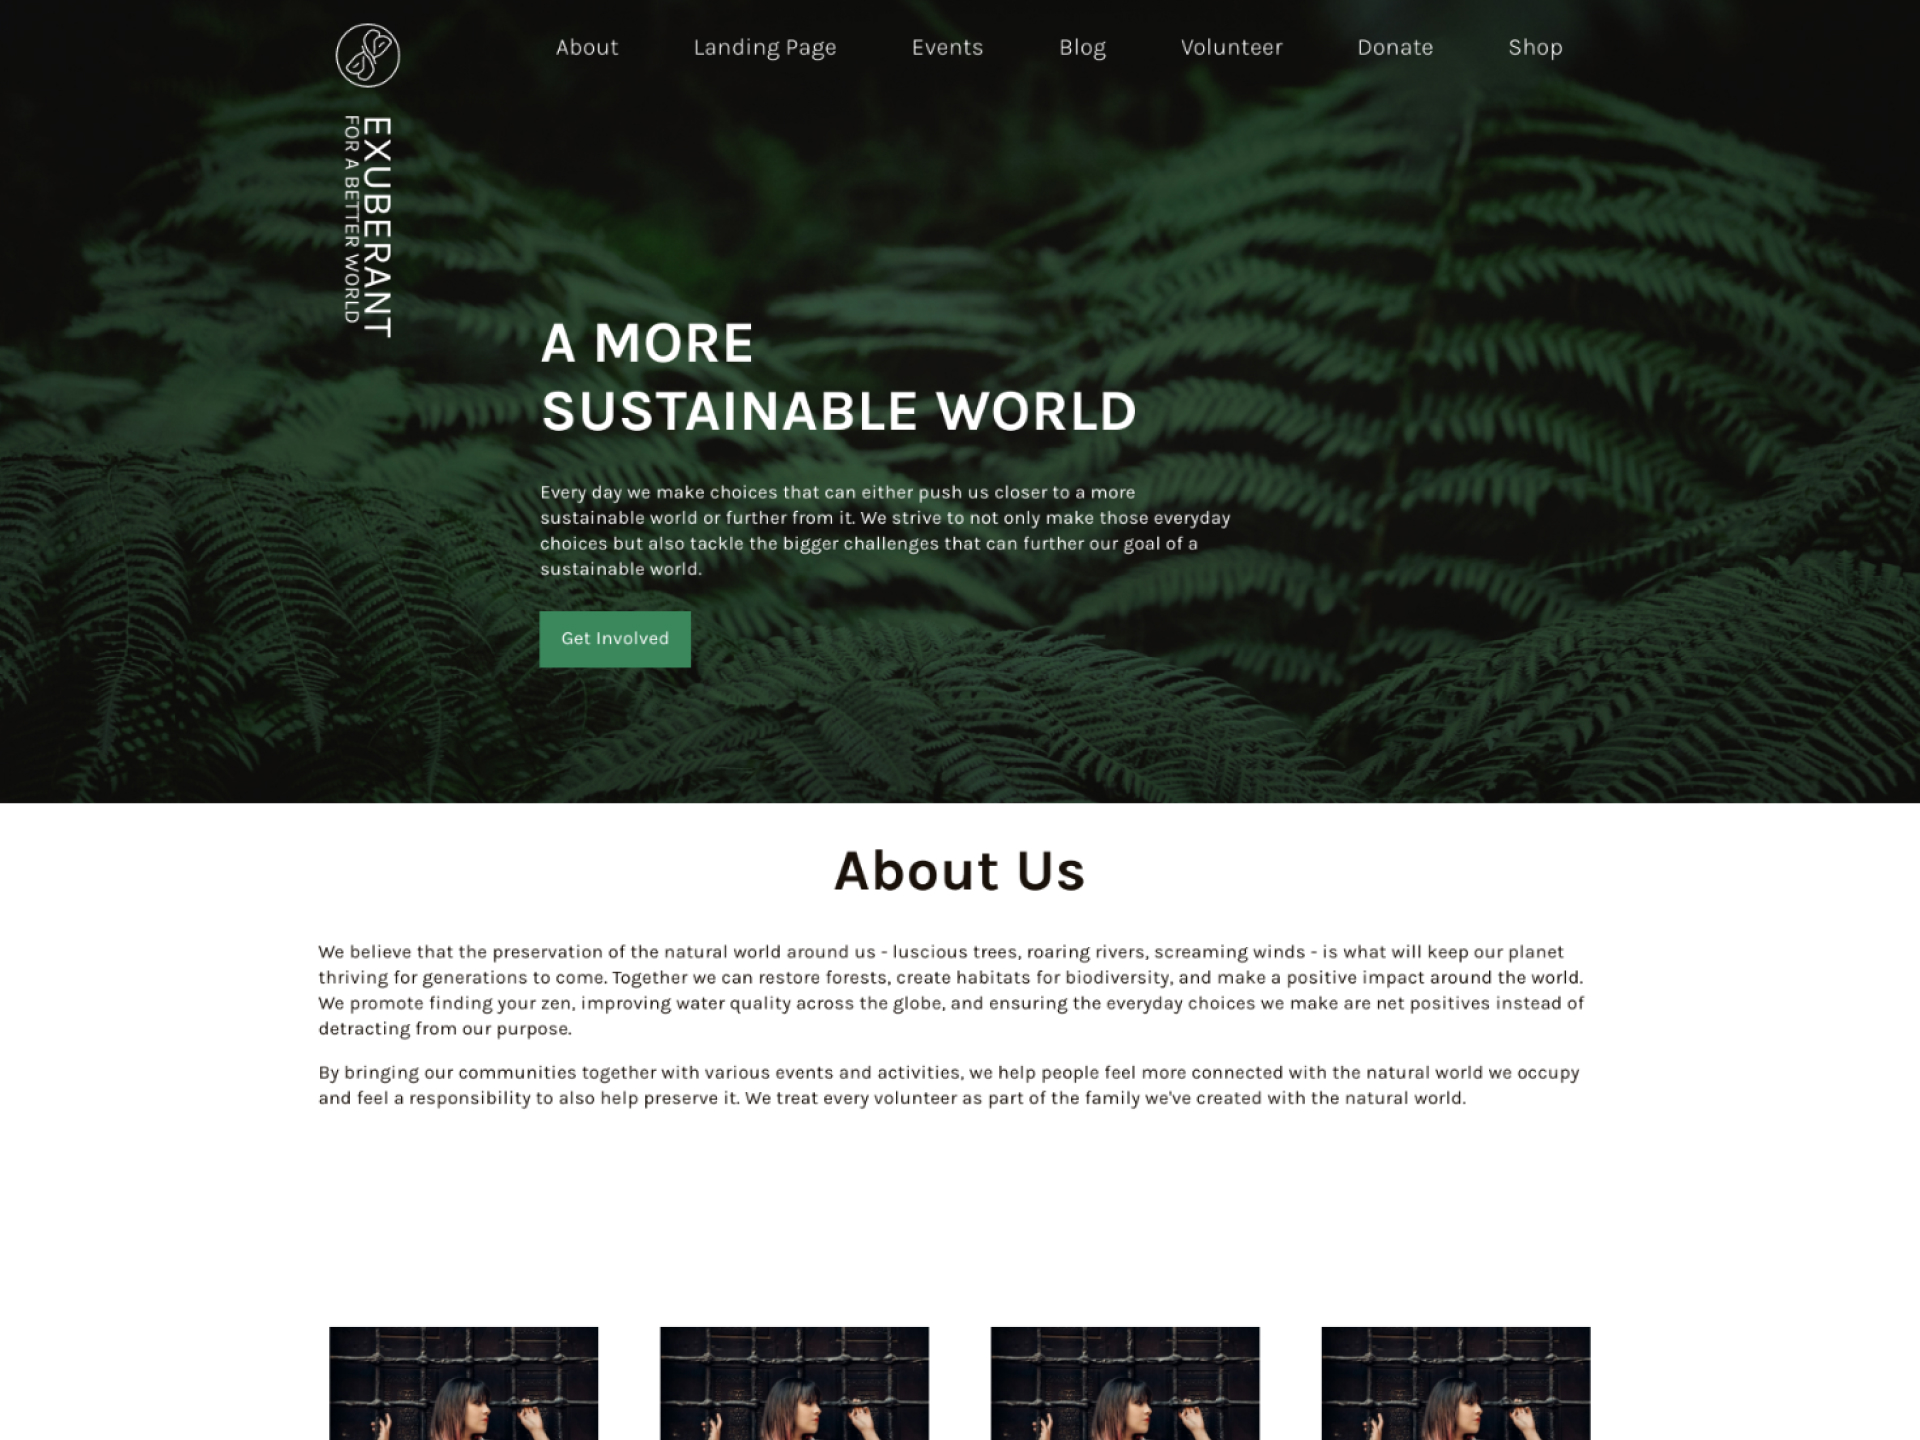 About Landing Page Events Blog Volunteer Donate Shop
EXUBERANT
FOR A BETTER WORLD
A MORE
SUSTAINABLE WORLD
Every day we make choices that can either push us closer to a more
sustainable world or further from it. We strive to not only make those everyday
choices but also tackle the bigger challenges that can further our goal of a
sustainable world.
Get Involved
About Us
We believe that the preservation of the natural world around us - luscious trees, roaring rivers, screaming winds - is what will keep our planet
thriving for generations to come. Together we can restore forests, create habitats for biodiversity, and make a positive impact around the world.
We promote finding your zen, improving water quality across the globe, and ensuring the everyday choices we make are net positives instead of
detracting from our purpose.
By bringing our communities together with various events and activities, we help people feel more connected with the natural world we occupy
and feel a responsibility to also help preserve it. We treat every volunteer as part of the family we've created with the natural world.